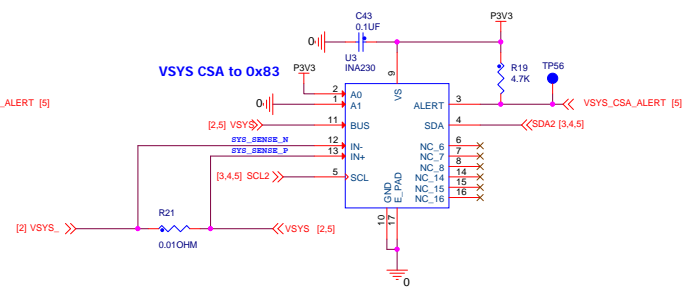 C43
0.1UF
P3V3
0
U3
INA230
VSYS CSA to 0x83
P3V3
R19
4.7K
TP56
9
VS
_ALERT [5]
2
A0
1
A1
0
ALERT
3
VSYS_CSA_ALERT [5]
[2,5] VSYS
11
BUS
SDA
4
SDA2 [3,4,5]
SYS_SENSE_N
12
IN-
NC_6
6
SYS_SENSE_P
13
IN+
NC_7
7
NC_8
8
[3,4,5] SCL2
5
SCL
NC_14
14
NC_15
15
NC_16
16
GND
E_PAD
10
17
R21
[2] VSYS_
VSYS [2,5]
0.01OHM
0